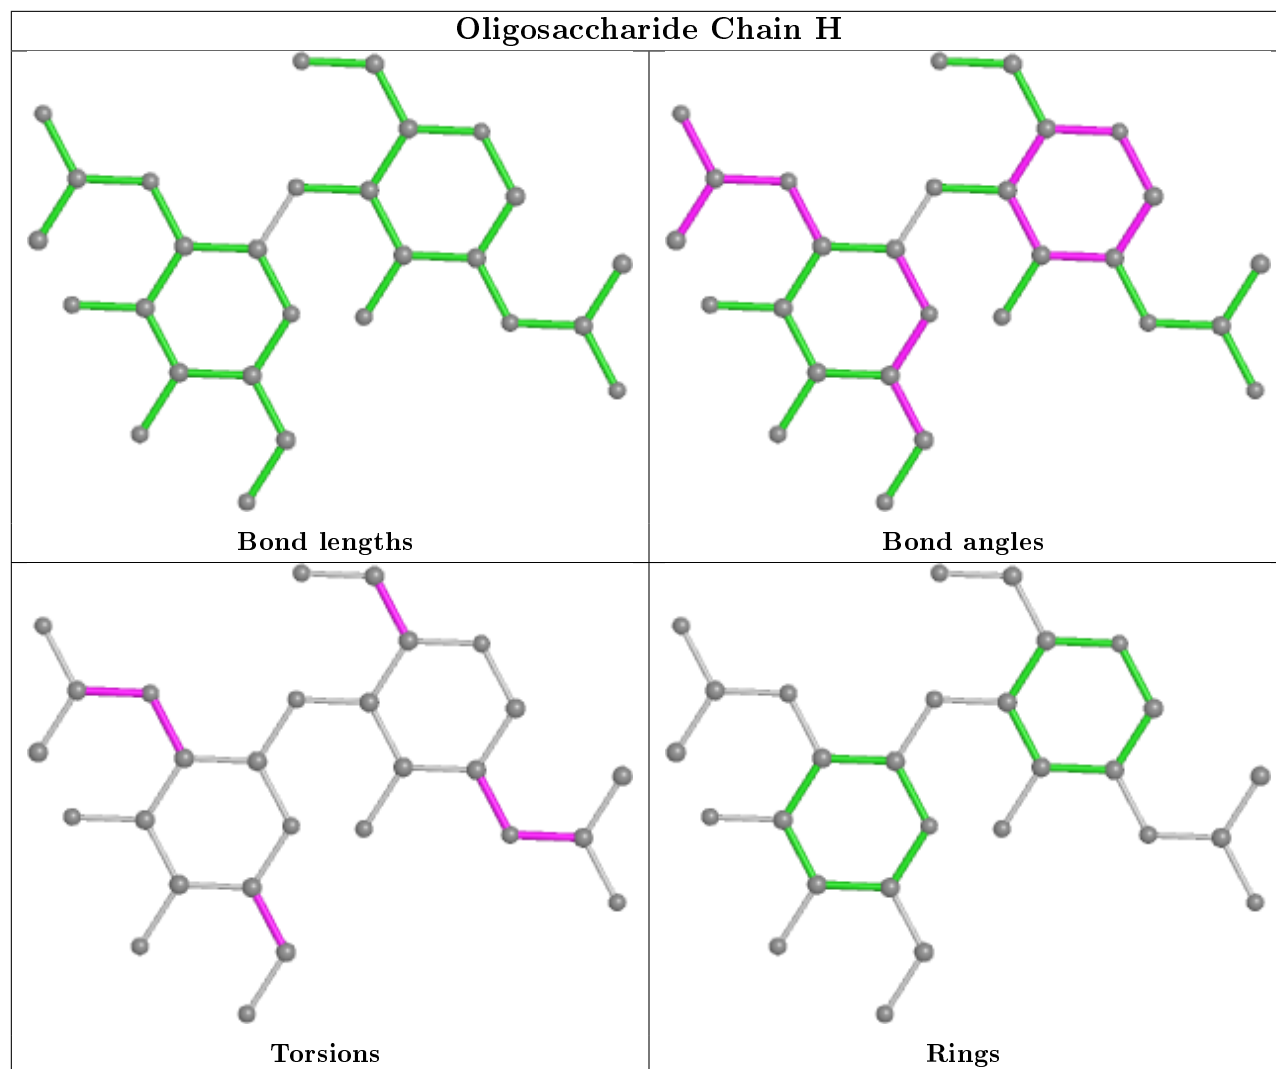 Oligosaccharide Chain H
Bond lengths
Bond angles
Torsions
Rings